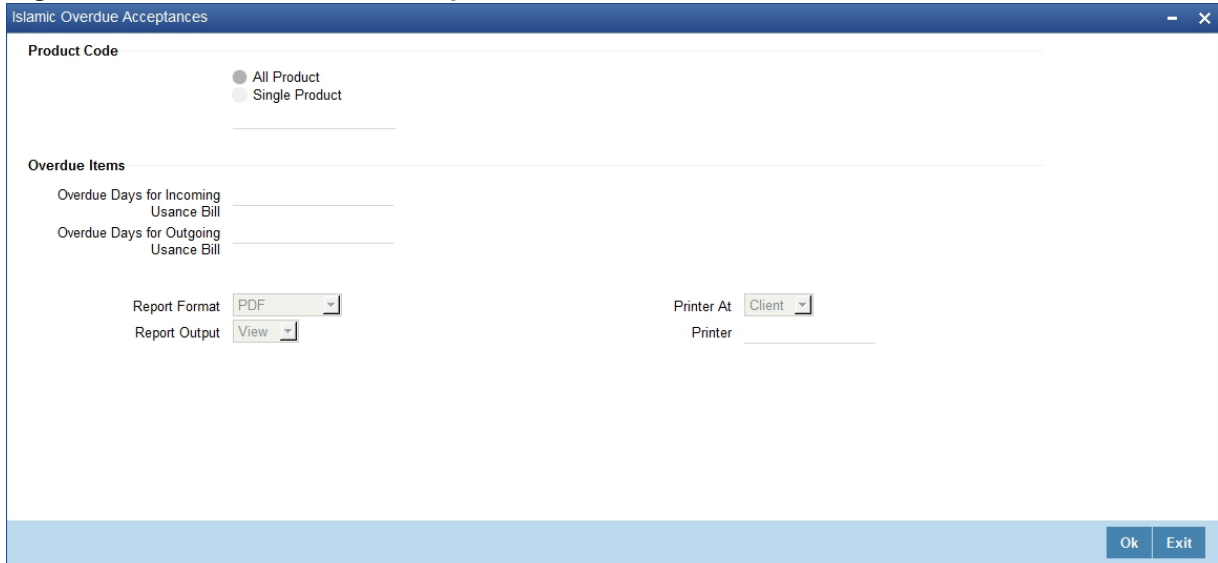 Islamic Overdue Acceptances
Product Code
All Product
Single Product
Overdue Items
Overdue Days for Incoming
Usance Bill
Overdue Days for Outgoing
Usance Bill
Report Format PDF Printer At Client
Report Output View Printer
Ok Exit